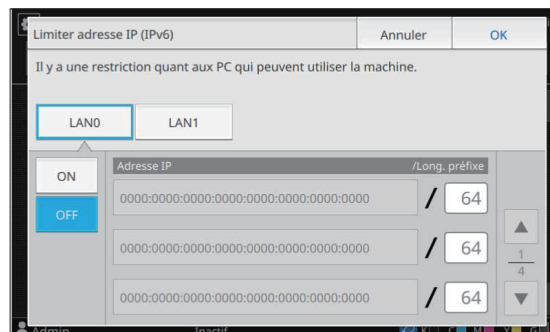 Limiter adresse IP (IPv6) Annuler OK
Il y a une restriction quant aux PC qui peuvent utiliser la machine.
LAN0 LAN1
Adresse IP /Long. préfixe
ON
0000:0000:0000:0000:0000:0000:0000:0000 / 64
OFF
0000:0000:0000:0000:0000:0000:0000:0000 / 64
1
4
0000:0000:0000:0000:0000:0000:0000:0000 / 64
Admin Inactif K C M Y G